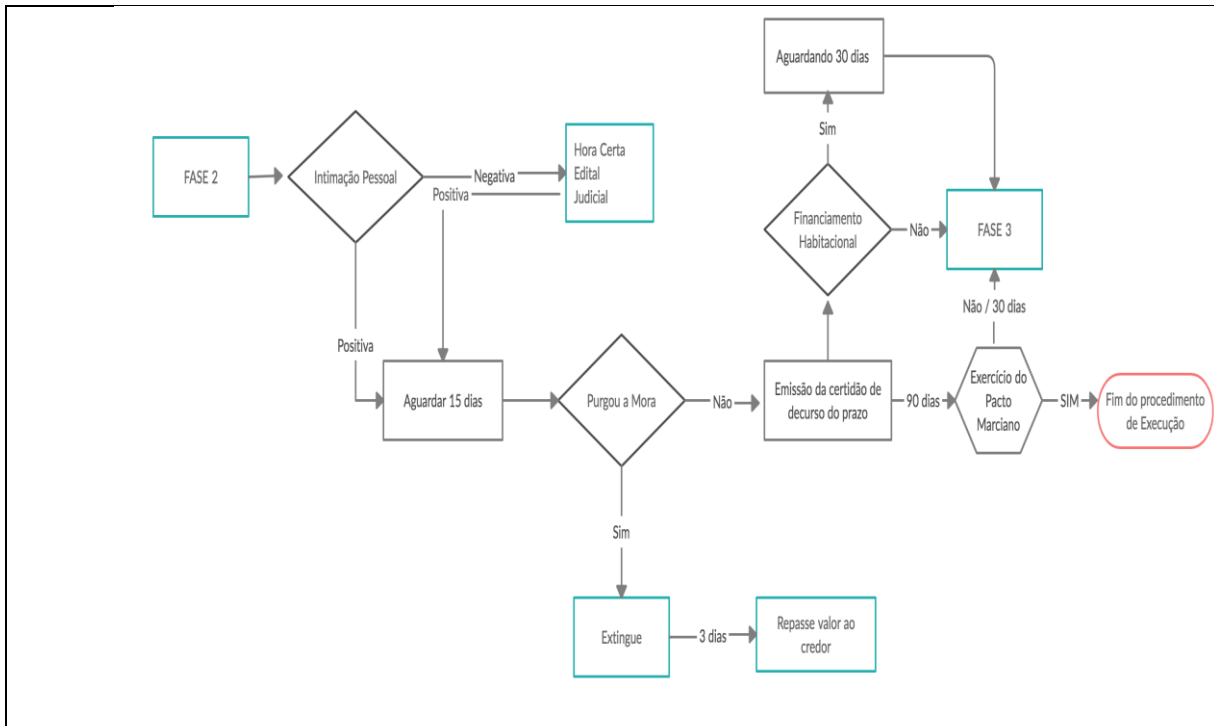 Aguardando 30 dias
Sim
FASE 2
Intimação Pessoal
Negativa
Positiva
Hora Certa
Edital
Judicial
Financiamento
Habitacional
Não
FASE 3
Não / 30 dias
Positiva
Aguardar 15 dias
Purgou a Mora
Não
Emissão da certidão de
decurso do prazo
90 dias
Exercício do
Pacto
Marciano
SIM
Fim do procedimento
de Execução
Sim
Extingue
3 dias
Repasse valor ao
credor